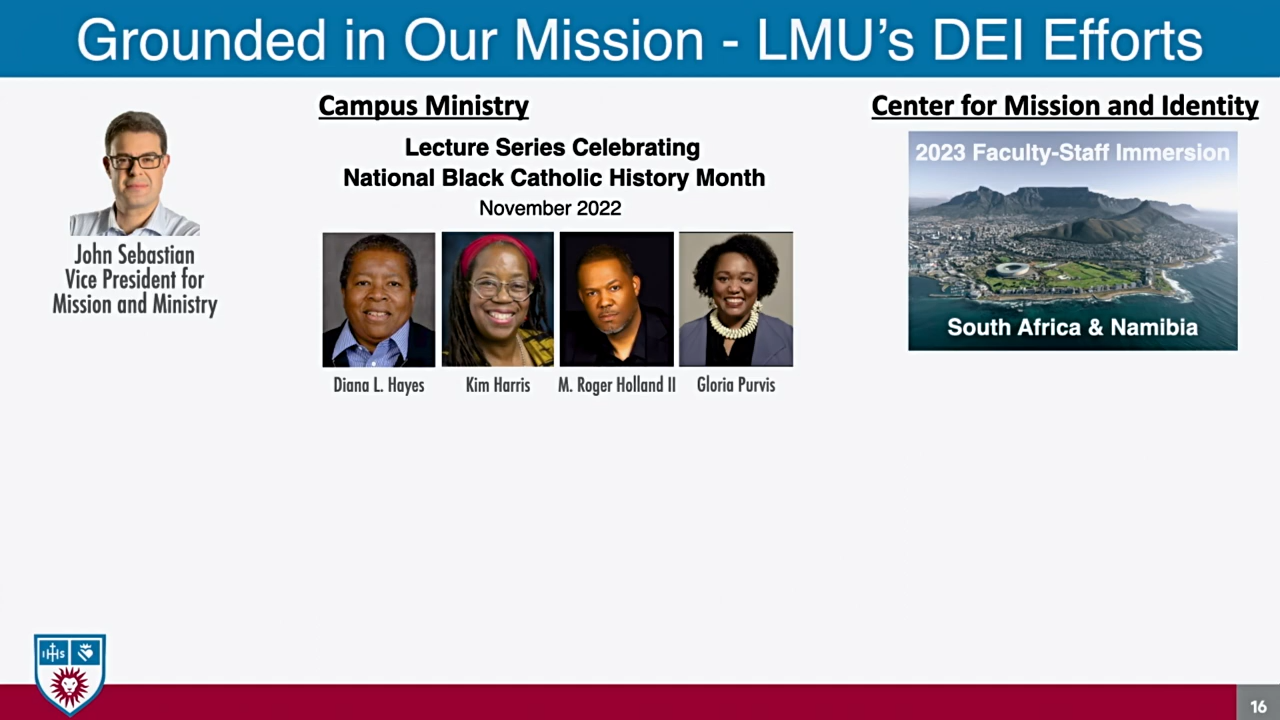 Grounded in Our Mission - LMU's DEI Efforts
John Sebastian
Vice President for
Mission and Ministry
Campus Ministry
Lecture Series Celebrating
National Black Catholic History Month
November 2022
Diana L. Hayes
Kim Harris
M. Roger Holland II
Gloria Purvis
Center for Mission and Identity
2023 Faculty-Staff Immersion
South Africa & Namibia
IHS
16